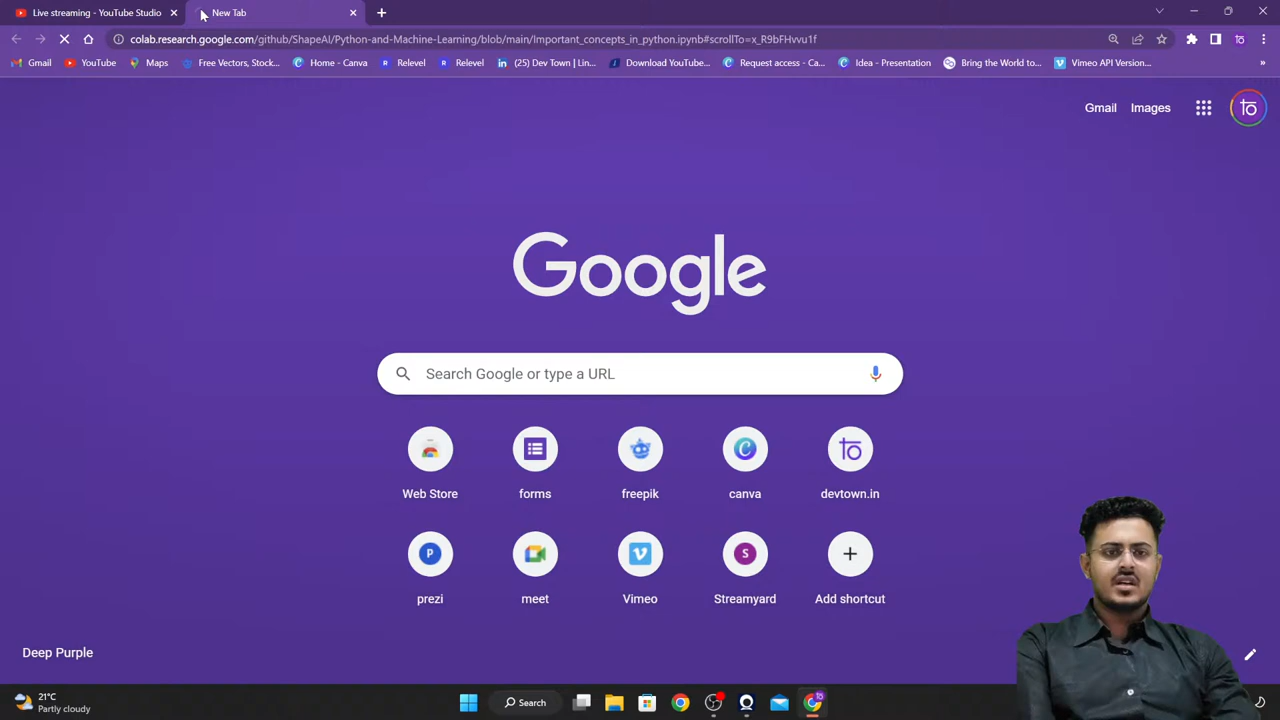 Live streaming - YouTube Studio
New Tab
colab.research.google.com/github/ShapeAI/Python-and-Machine-Learning/blob/main/Important_concepts_in_python.ipynb#scrollTo=x_R9bFHvvu1f
Gmail YouTube Maps Free Vectors, Stock... Home - Canva Relevel Relevel (25) Dev Town | Lin... Download YouTube... Request access - Ca... Idea - Presentation Bring the World to... Vimeo API Version... »
Gmail Images
Google
Search Google or type a URL
Web Store forms freepik canva devtown.in
P S
prezi meet Vimeo Streamyard Add shortcut
Deep Purple
21°C
Partly cloudy
Search